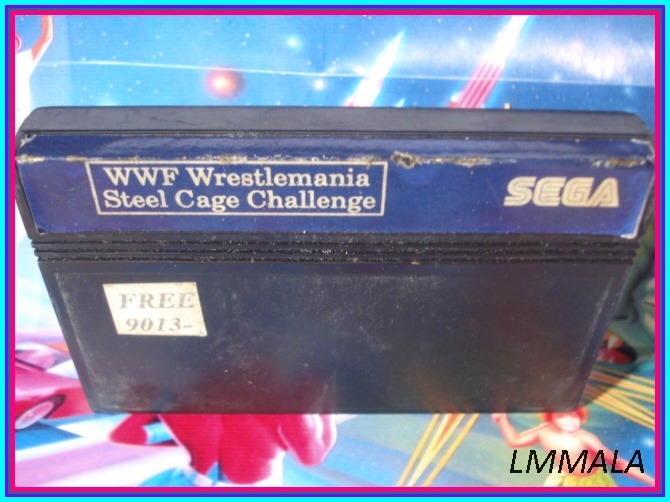 WWF Wrestlemania
Steel Cage Challenge
SEGA
FREE
9013-
LMMALA